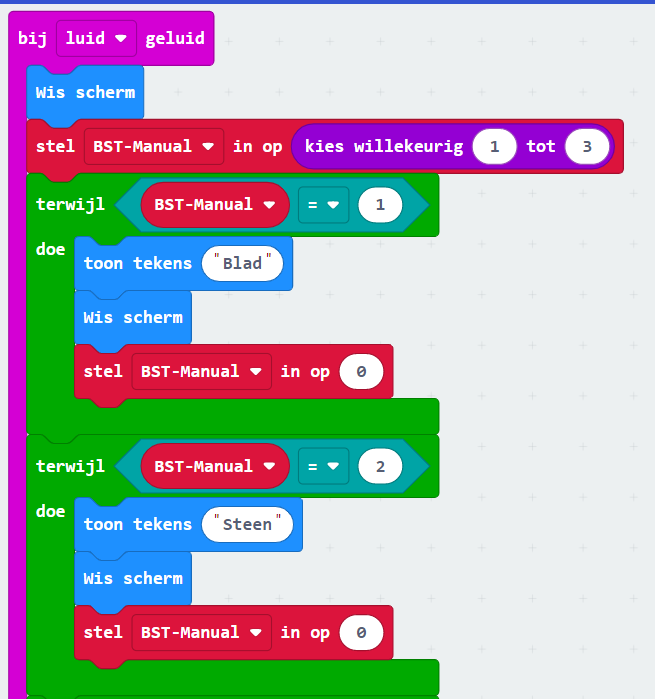 bij luid geluid
Wis scherm
stel BST-Manual in op kies willekeurig 1 tot 3
terwijl BST-Manual = 1
doe
toon tekens "Blad"
Wis scherm
stel BST-Manual in op 0
terwijl BST-Manual = 2
doe
toon tekens "Steen"
Wis scherm
stel BST-Manual in op 0